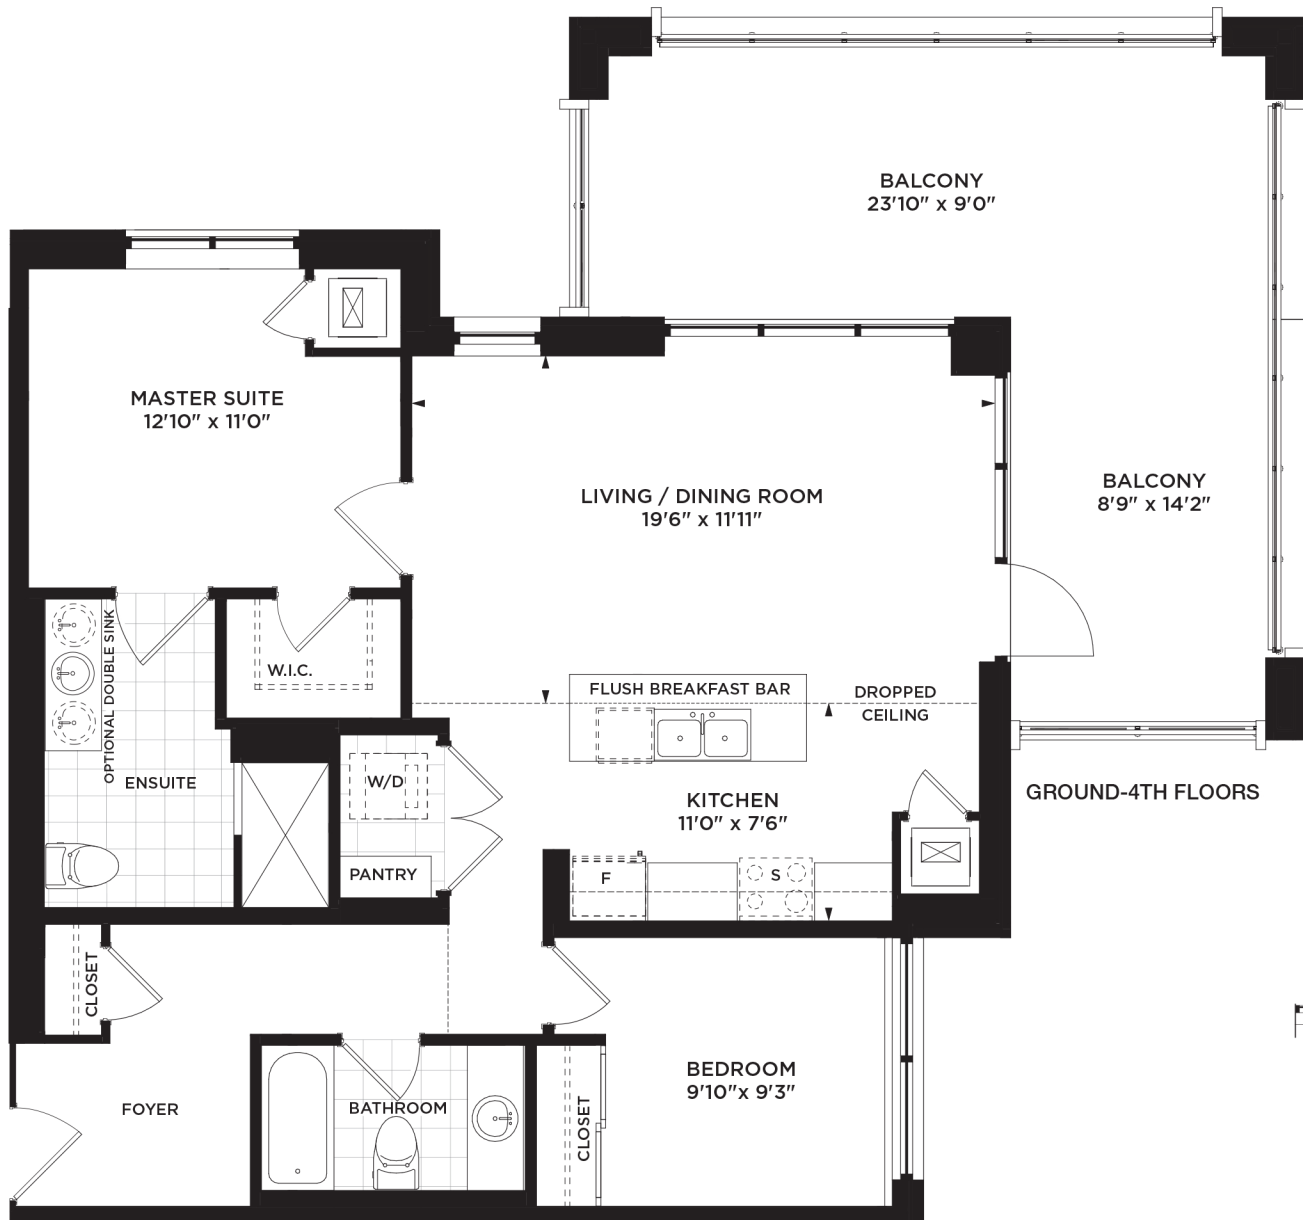 BALCONY
23'10" x 9'0"
MASTER SUITE
12'10" x 11'0"
LIVING / DINING ROOM
19'6" x 11'11"
BALCONY
8'9" x 14'2"
OPTIONAL DOUBLE SINK
W.I.C.
FLUSH BREAKFAST BAR
DROPPED
CEILING
ENSUITE
W/D
KITCHEN
11'0" x 7'6"
GROUND-4TH FLOORS
PANTRY
F
S
CLOSET
FOYER
BATHROOM
CLOSET
BEDROOM
9'10"x 9'3"